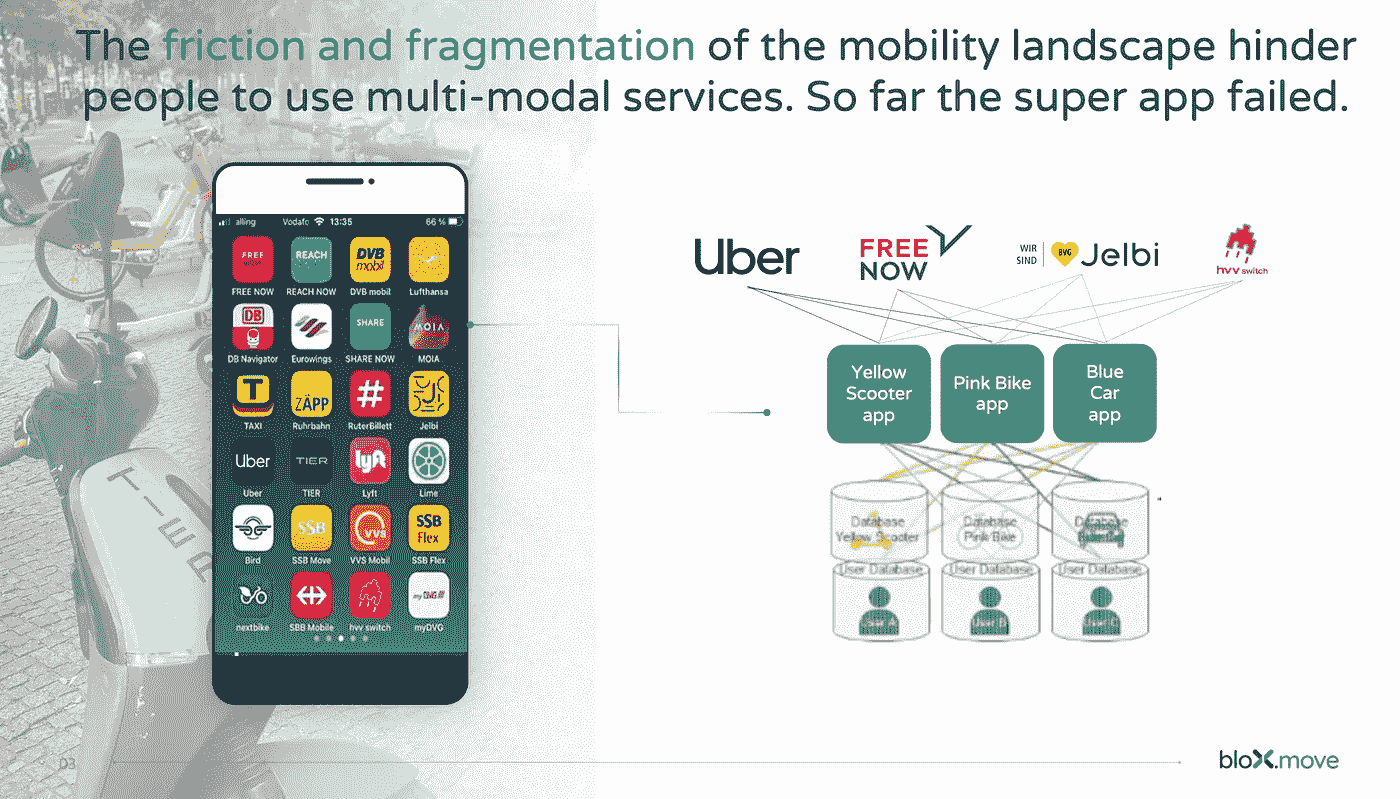 The friction and fragmentation of the mobility landscape hinder
people to use multi-modal services. So far the super app failed.
alling Vodafo 13:35 66 %
FREE NOW
REACH
DVB mobil
FREE NOW REACH NOW DVB mobil Lufthansa
DB
SHARE
MOIA
DB Navigator Eurowings SHARE NOW MOIA
T
ZÄPP
#
TAXI Ruhrbahn RuterBillett Jelbi
Uber
TIER
lyft
Uber TIER Lyft Lime
SSB
VVS
SSB Flex
Bird SSB Move VVS Mobil SSB Flex
my DVG
nextbike SBB Mobile hvv switch myDVG
TIER
Uber
FREE NOW
WIR SIND
BVG
Jelbi
hvv switch
Yellow
Scooter
app
Pink Bike
app
Blue
Car
app
Database
Yellow Scooter
Database
Pink Bike
Database
User Database User Database User Database
User A User B User C
03
bloX.move